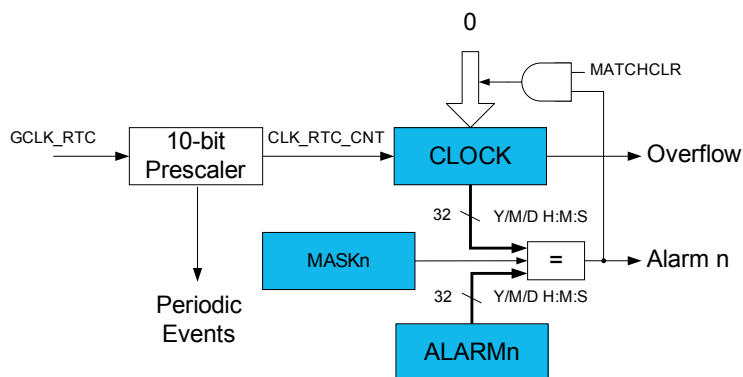 0
MATCHCLR
GCLK_RTC
10-bit
Prescaler
CLK_RTC_CNT
CLOCK
Overflow
32
Y/M/D H:M:S
MASKn
=
Alarm n
32
Y/M/D H:M:S
Periodic
Events
ALARMn